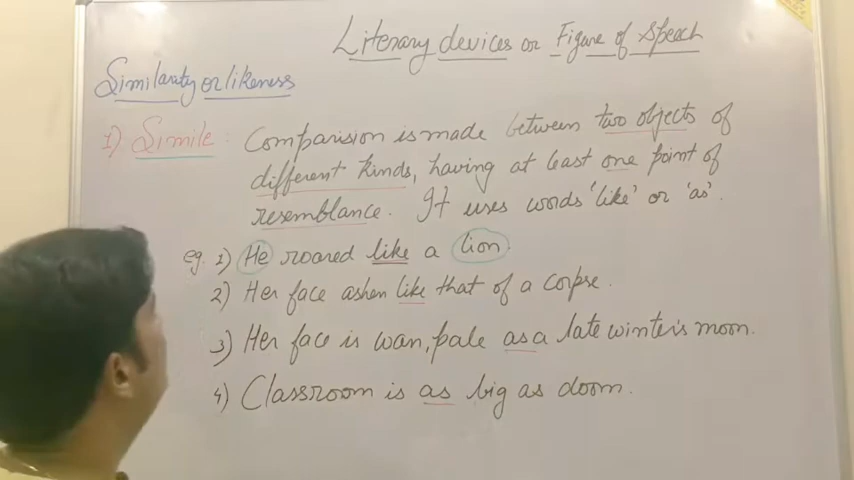 Literary devices or Figure of Speech
Similarity or likeness
1) Simile : Comparision is made between two objects of
different kinds, having at least one point of
resemblance. It uses words 'like' or 'as'.
eg. 1) He roared like a lion.
2) Her face ashen like that of a corpse.
3) Her face is wan, pale as a late winter's moon.
4) Classroom is as big as doom.